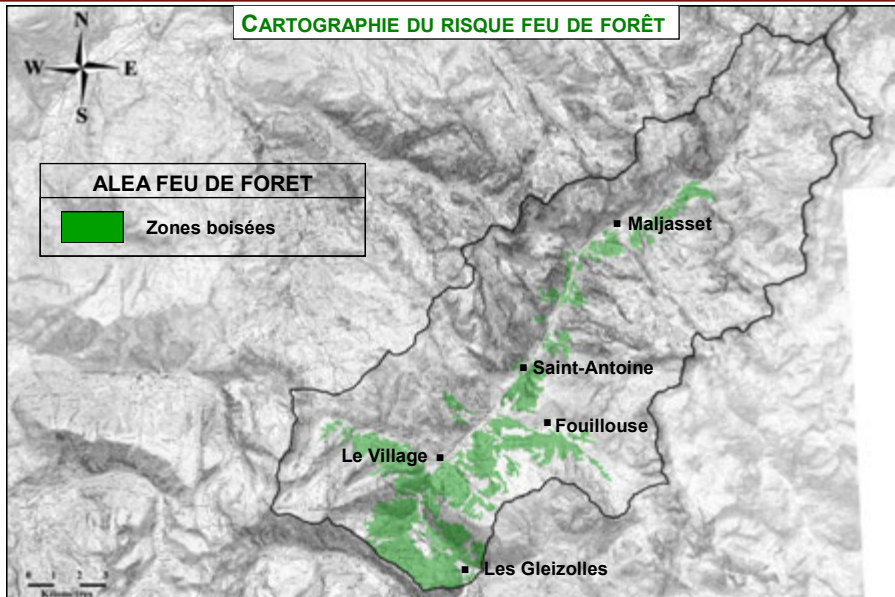 CARTOGRAPHIE DU RISQUE FEU DE FORÊT
N
W E
S
ALEA FEU DE FORET
Zones boisées
Maljasset
Saint-Antoine
Fouillouse
Le Village
Les Gleizolles
0 1 2 3
Kilomètres